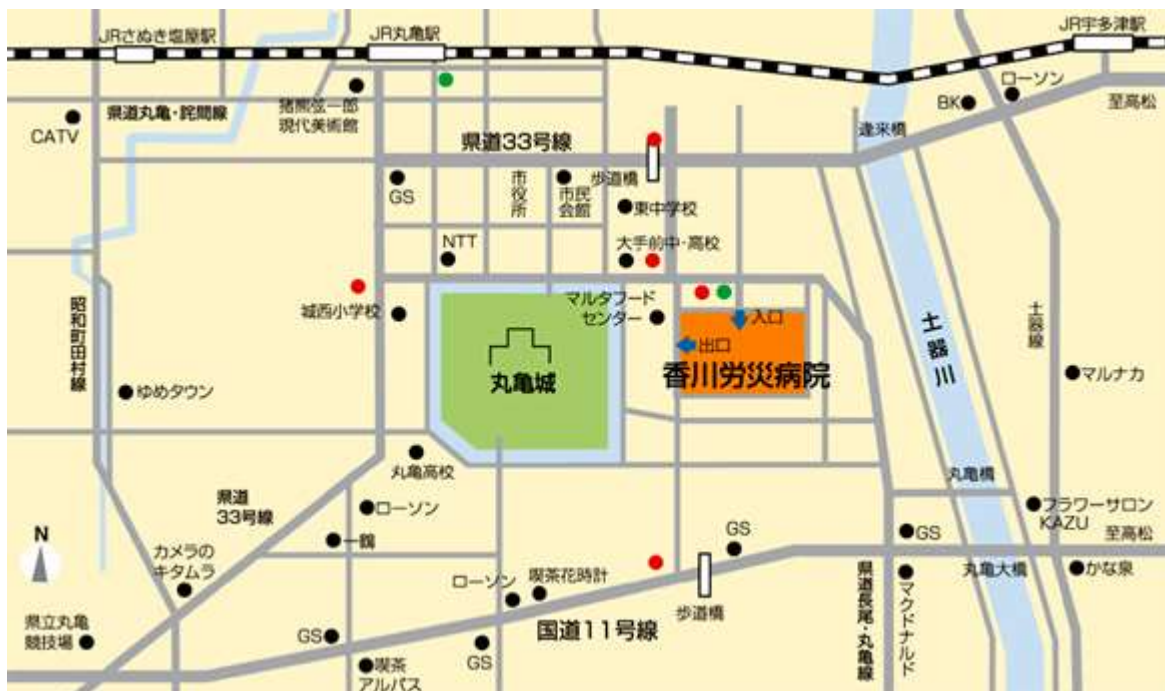 JRさぬき塩屋駅
JR丸亀駅
JR宇多津駅
県道丸亀・詫間線
CATV
猪熊弦一郎
現代美術館
BK
ローソン
至高松
蓬来橋
県道33号線
歩道橋
GS
市役所
市民
会館
東中学校
NTT
大手前中・高校
城西小学校
マルタフード
センター
入口
出口
香川労災病院
丸亀城
昭和町田村線
ゆめタウン
土器川
土器線
マルナカ
丸亀高校
丸亀橋
県道
33号線
ローソン
一鶴
フラワーサロン
KAZU
N
カメラの
キタムラ
GS
GS
至高松
ローソン
喫茶花時計
丸亀大橋
かな泉
県立丸亀
競技場
GS
歩道橋
国道11号線
GS
県道長尾・丸亀線
マクドナルド
喫茶
アルパス